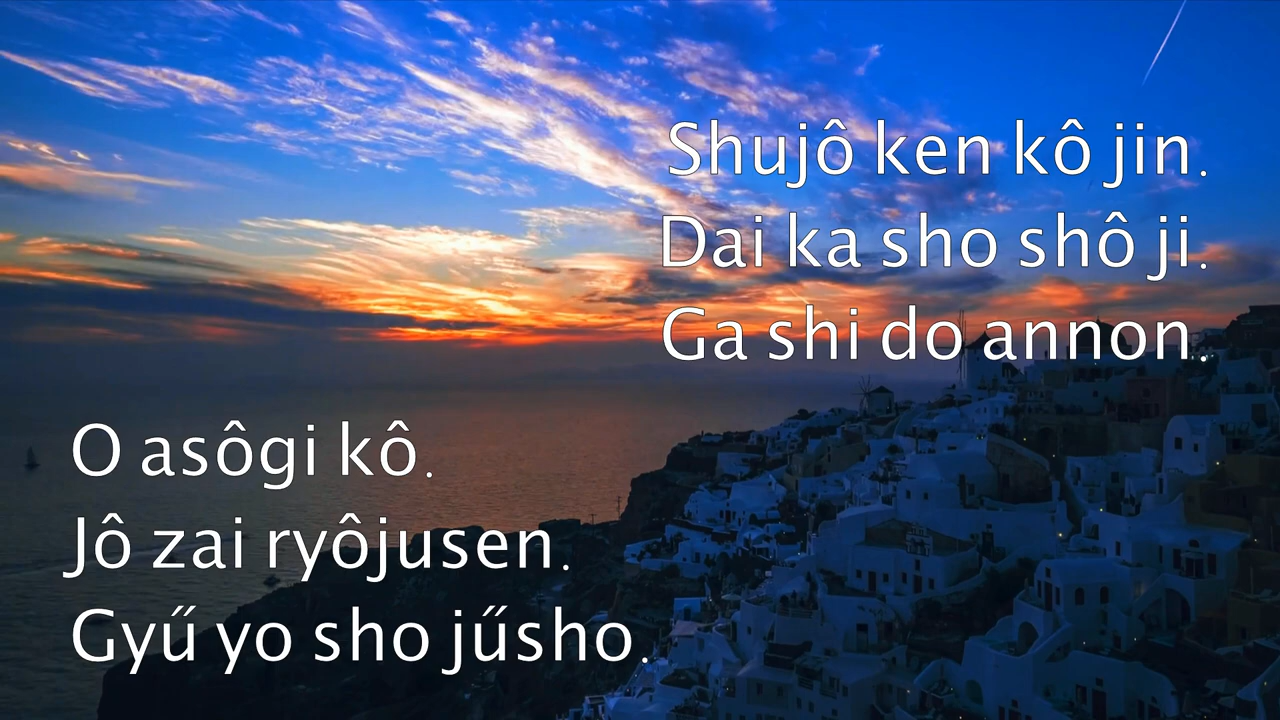 O asôgi kô.
Jô zai ryôjusen.
Gyű yo sho jűsho.
Shujô ken kô jin.
Dai ka sho shô ji.
Ga shi do annon.